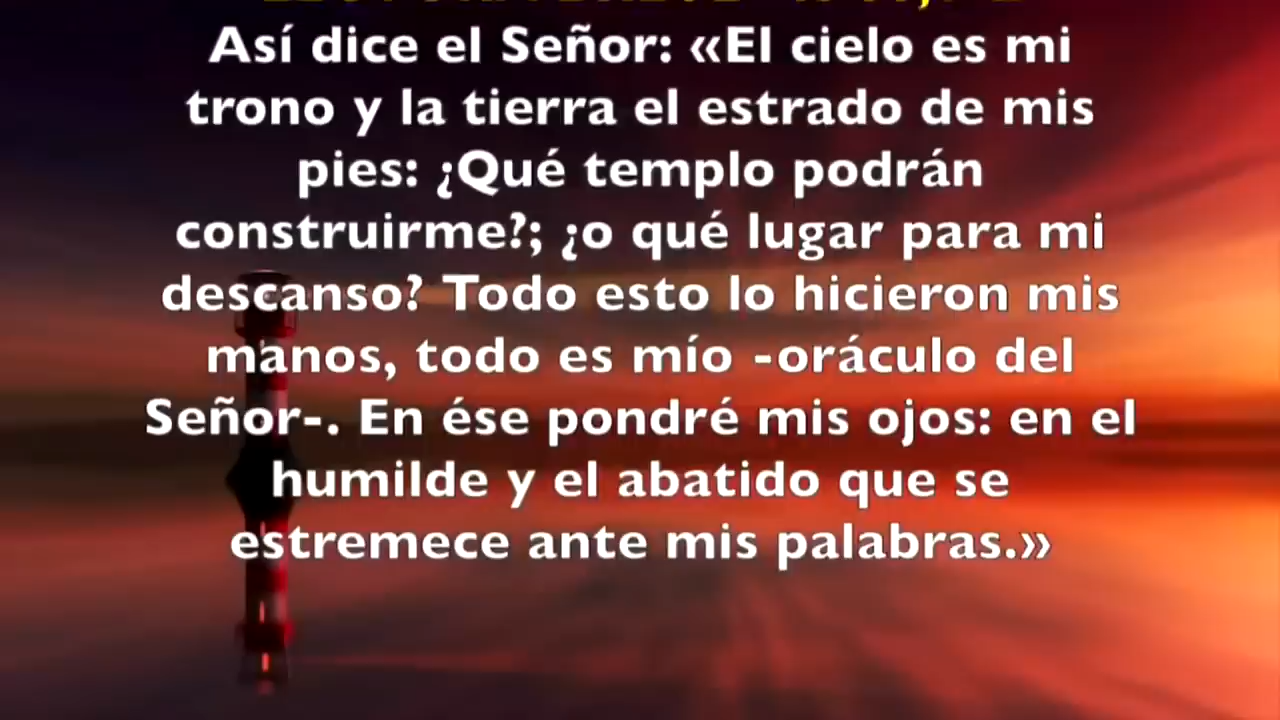 Así dice el Señor: «El cielo es mi
trono y la tierra el estrado de mis
pies: ¿Qué templo podrán
construirme?; ¿o qué lugar para mi
descanso? Todo esto lo hicieron mis
manos, todo es mío -oráculo del
Señor-. En ése pondré mis ojos: en el
humilde y el abatido que se
estremece ante mis palabras.»